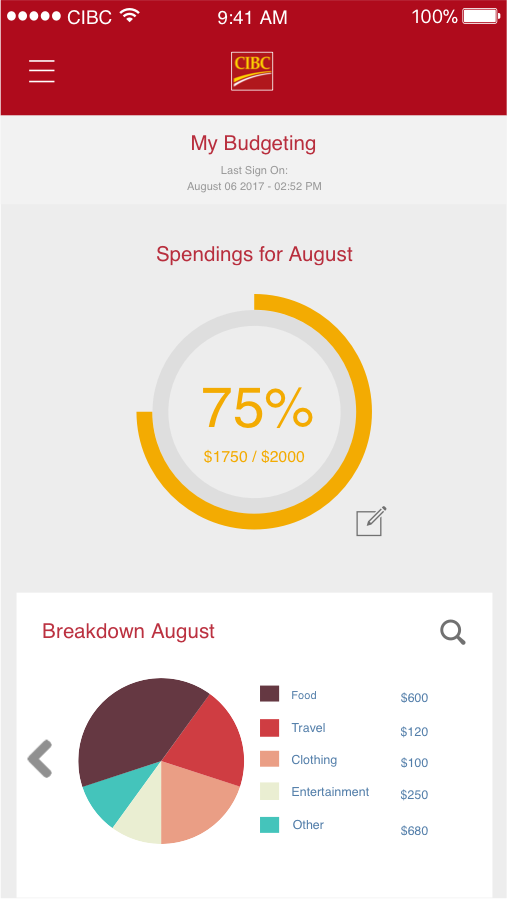 CIBC 9:41 AM 100%
CIBC
My Budgeting
Last Sign On:
August 06 2017 - 02:52 PM
Spendings for August
75%
$1750 / $2000
Breakdown August
Food $600
Travel $120
Clothing $100
Entertainment $250
Other $680